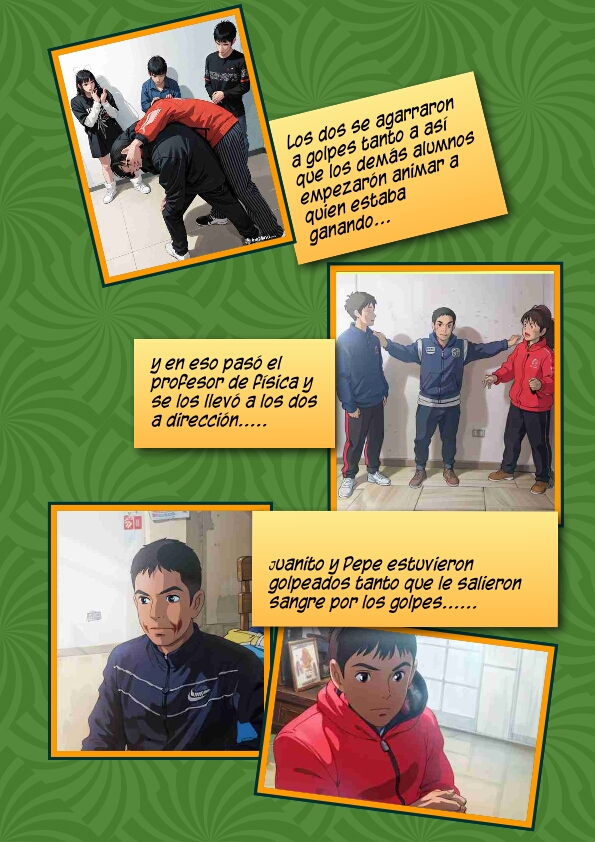 Los dos se agarraron
a golpes tanto a así
que los demás alumnos
empezarón animar a
quien estaba
ganando...
y en eso pasó el
profesor de física y
se los llevó a los dos
a dirección.....
Juanito y Pepe estuvieron
golpeados tanto que le salieron
sangre por los golpes......